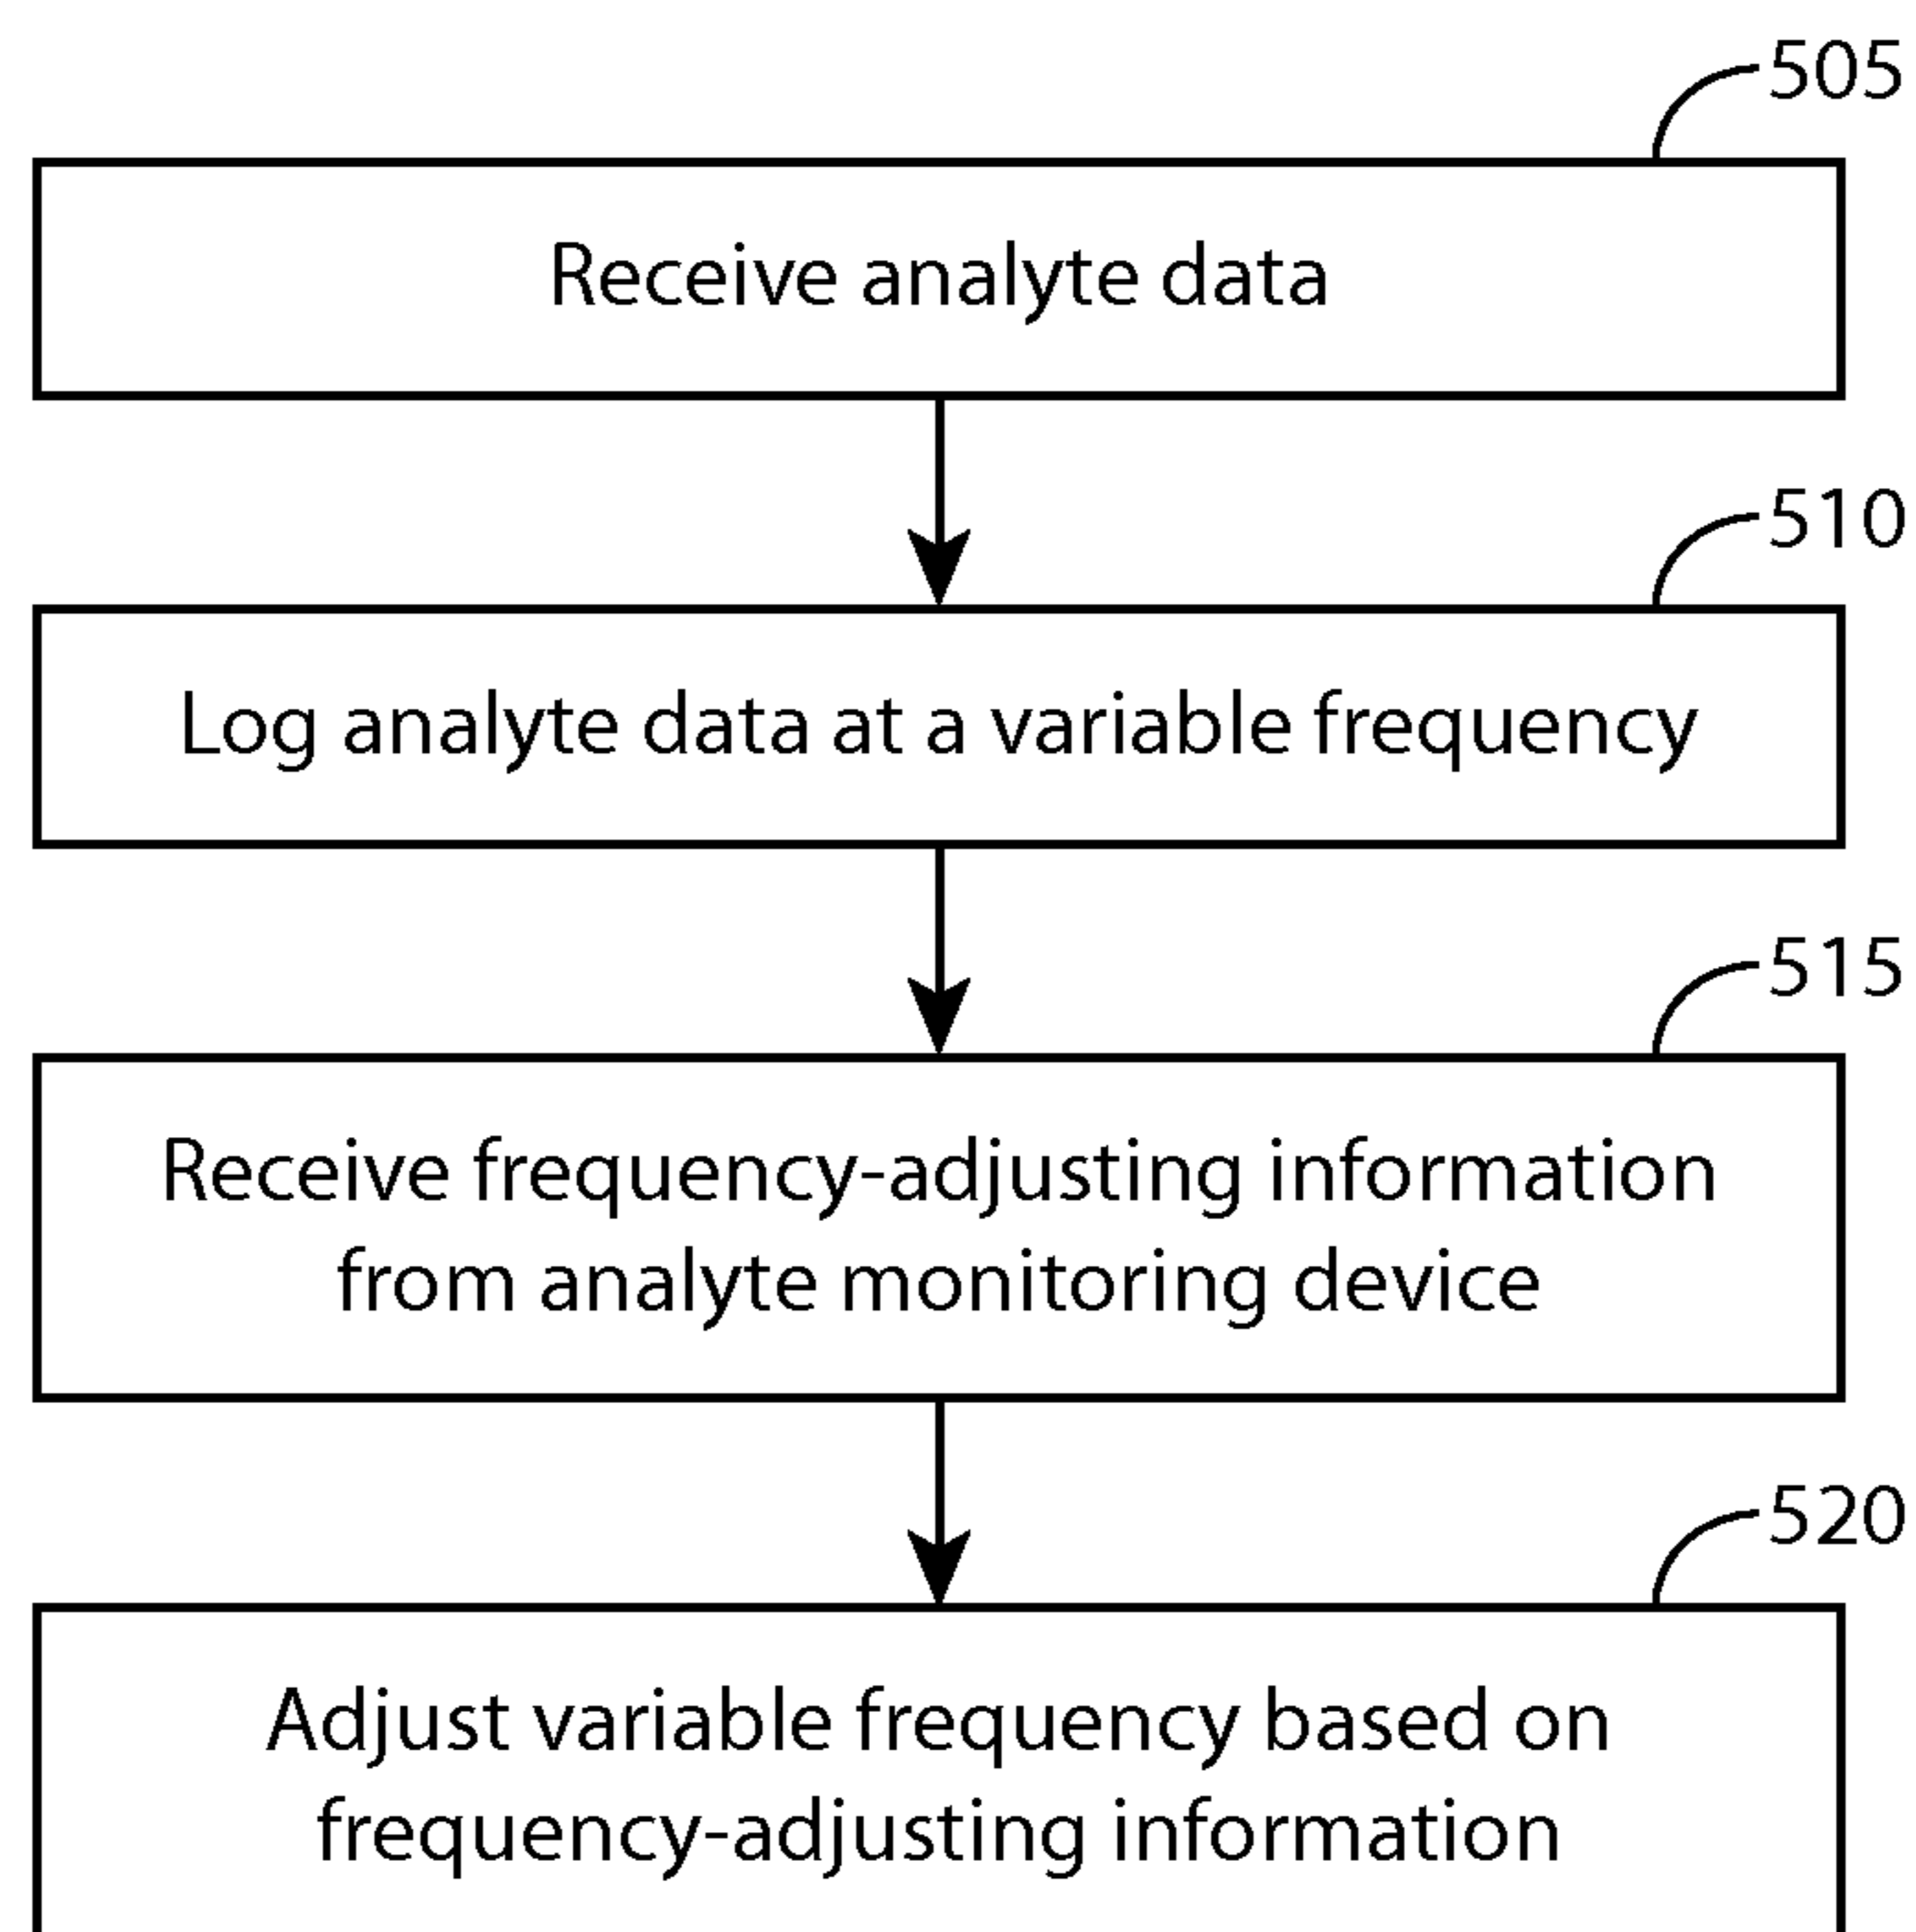 505
Receive analyte data
510
Log analyte data at a variable frequency
515
Receive frequency-adjusting information
from analyte monitoring device
520
Adjust variable frequency based on
frequency-adjusting information